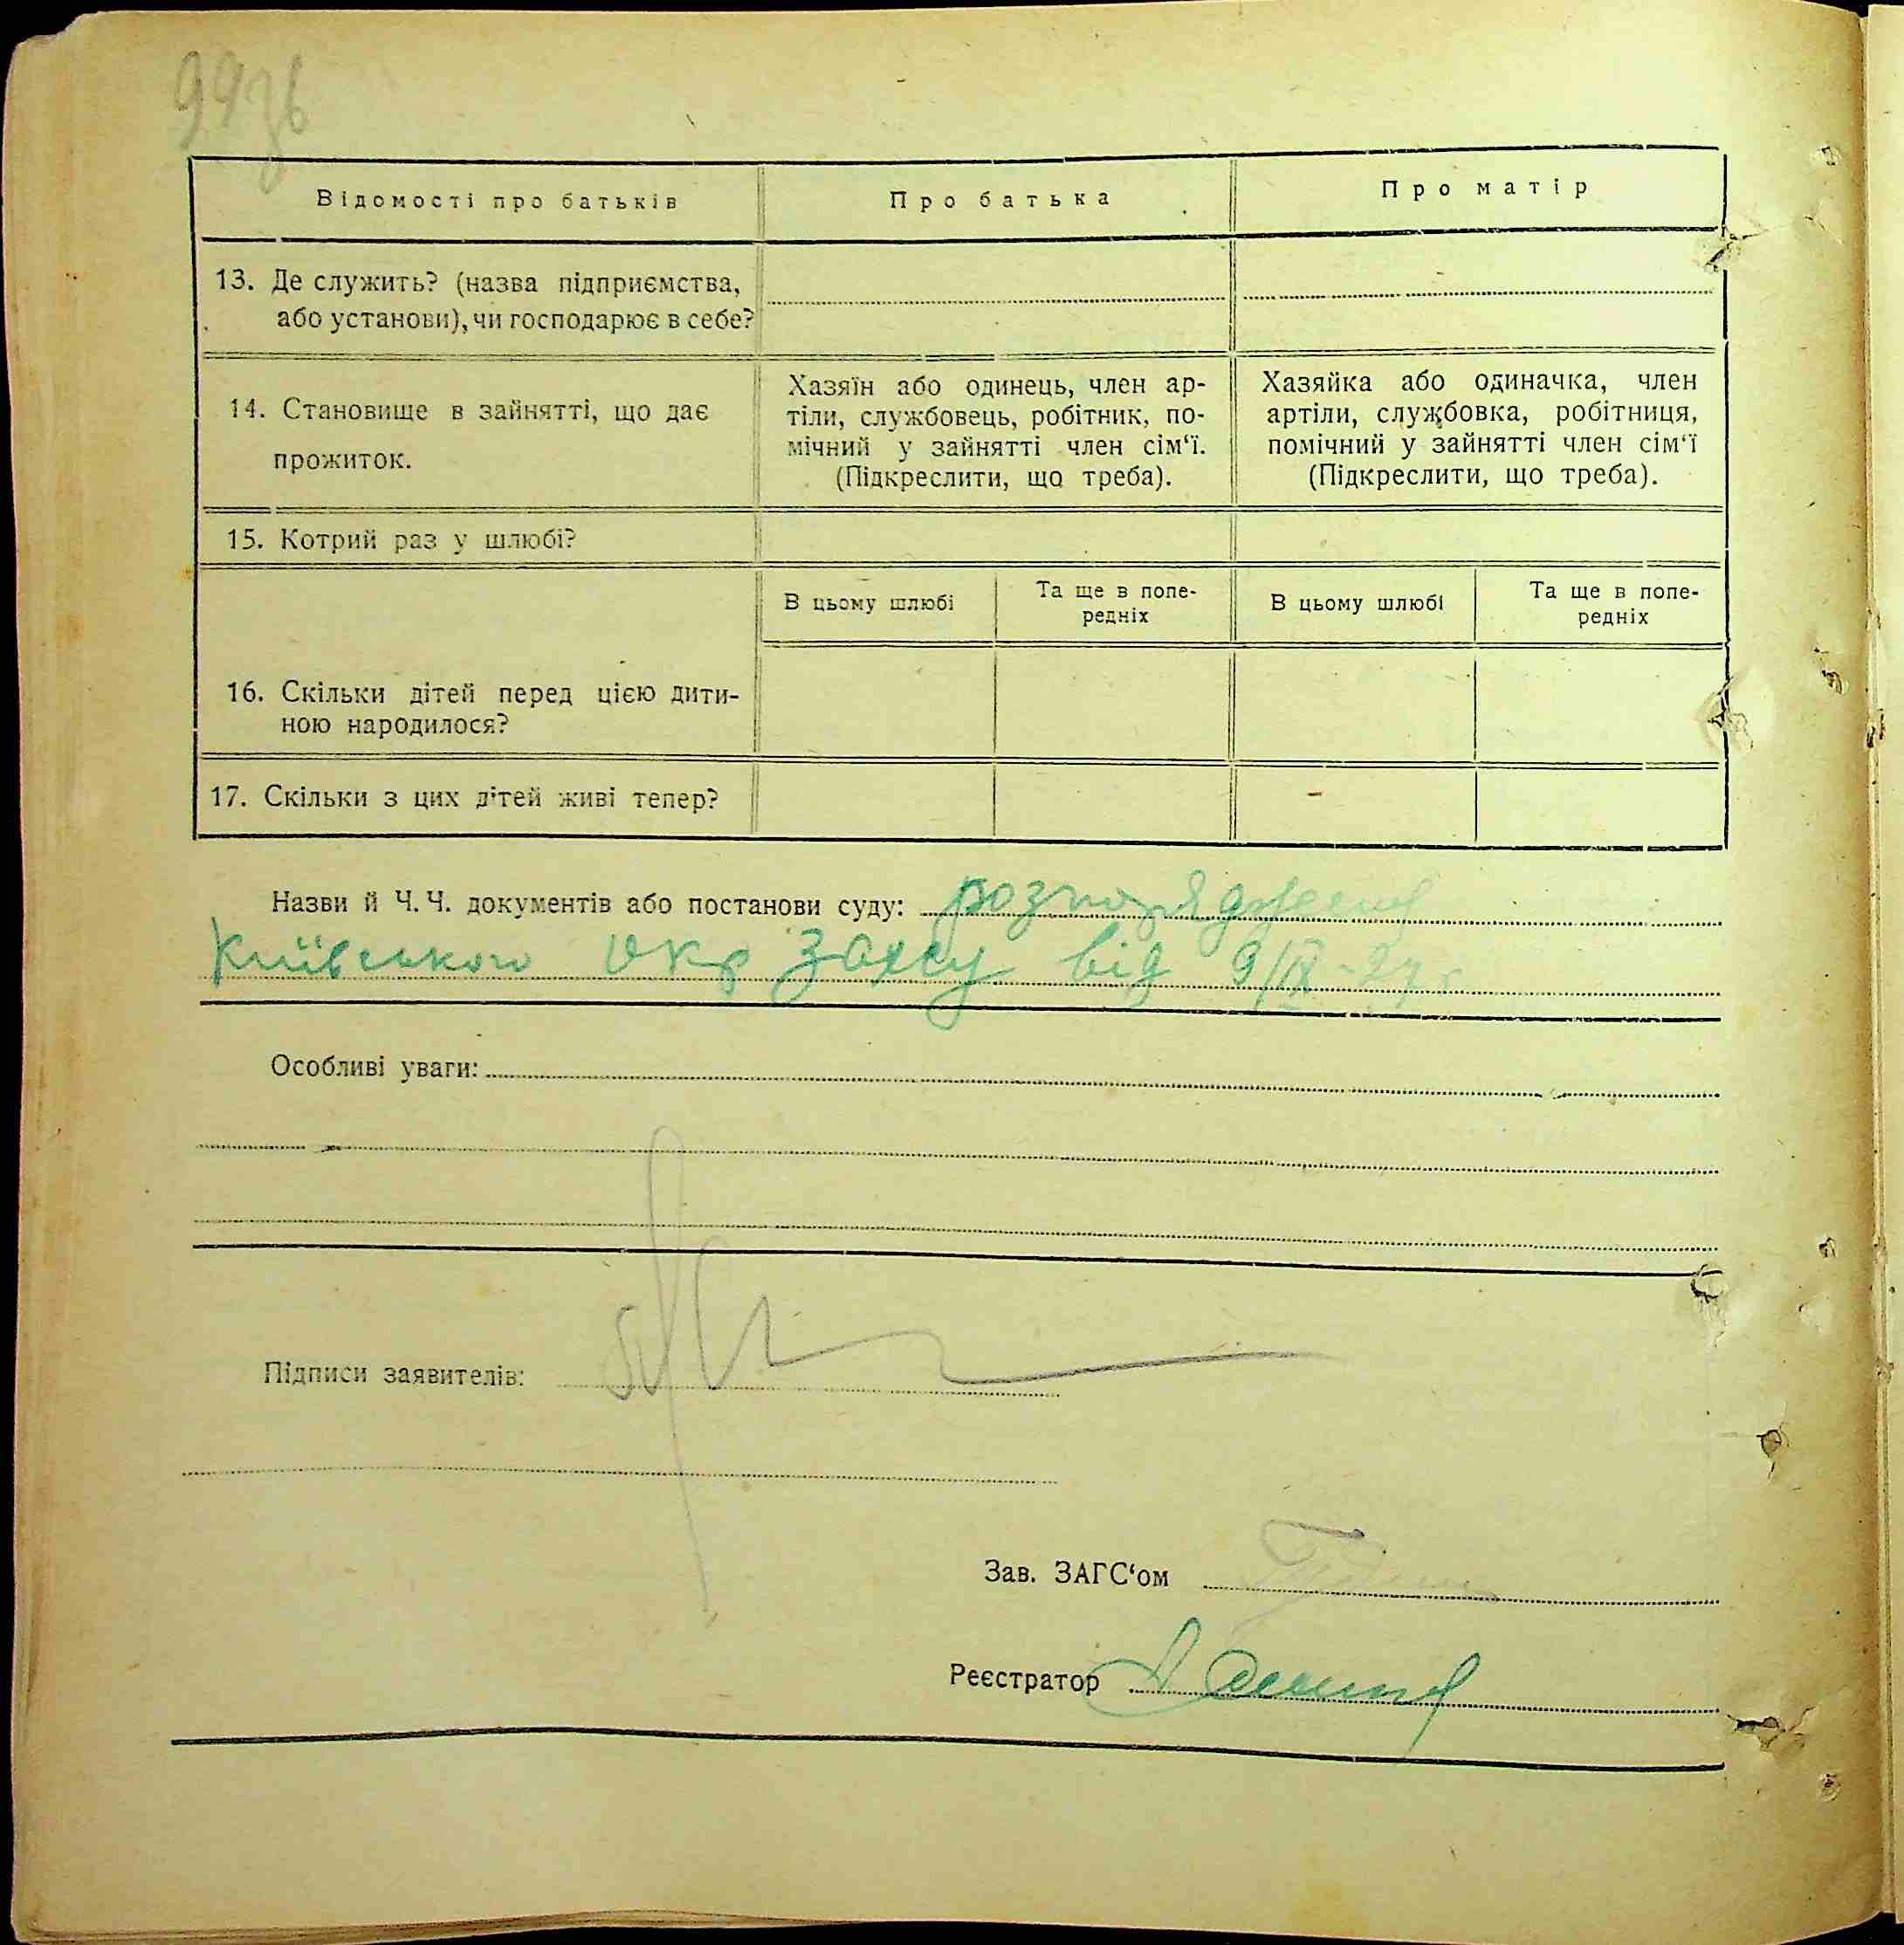 99зв
Відомості про батьків
Про батька
Про матір
13. Де служить? (назва підприємства,
або установи), чи господарює в себе?
14. Становище в зайнятті, що дає
прожиток.
Хазяїн або одинець, член ар-
тіли, службовець, робітник, по-
мічний у зайнятті член сім‘ї.
(Підкреслити, що треба).
Хазяйка або одиначка, член
артіли, службовка, робітниця,
помічний у зайнятті член сім‘ї
(Підкреслити, що треба).
15. Котрий раз у шлюбі?
В цьому шлюбі
Та ще в попе-
редніх
В цьому шлюбі
Та ще в попе-
редніх
16. Скільки дітей перед цією дити-
ною народилося?
17. Скільки з цих дітей живі тепер?
Назви й Ч. Ч. документів або постанови суду: розпорядження
Київського окр загсу від 9/IX-27 г
Особливі уваги:
Підписи заявителів:
Зав. ЗАГС‘ом
Реєстратор